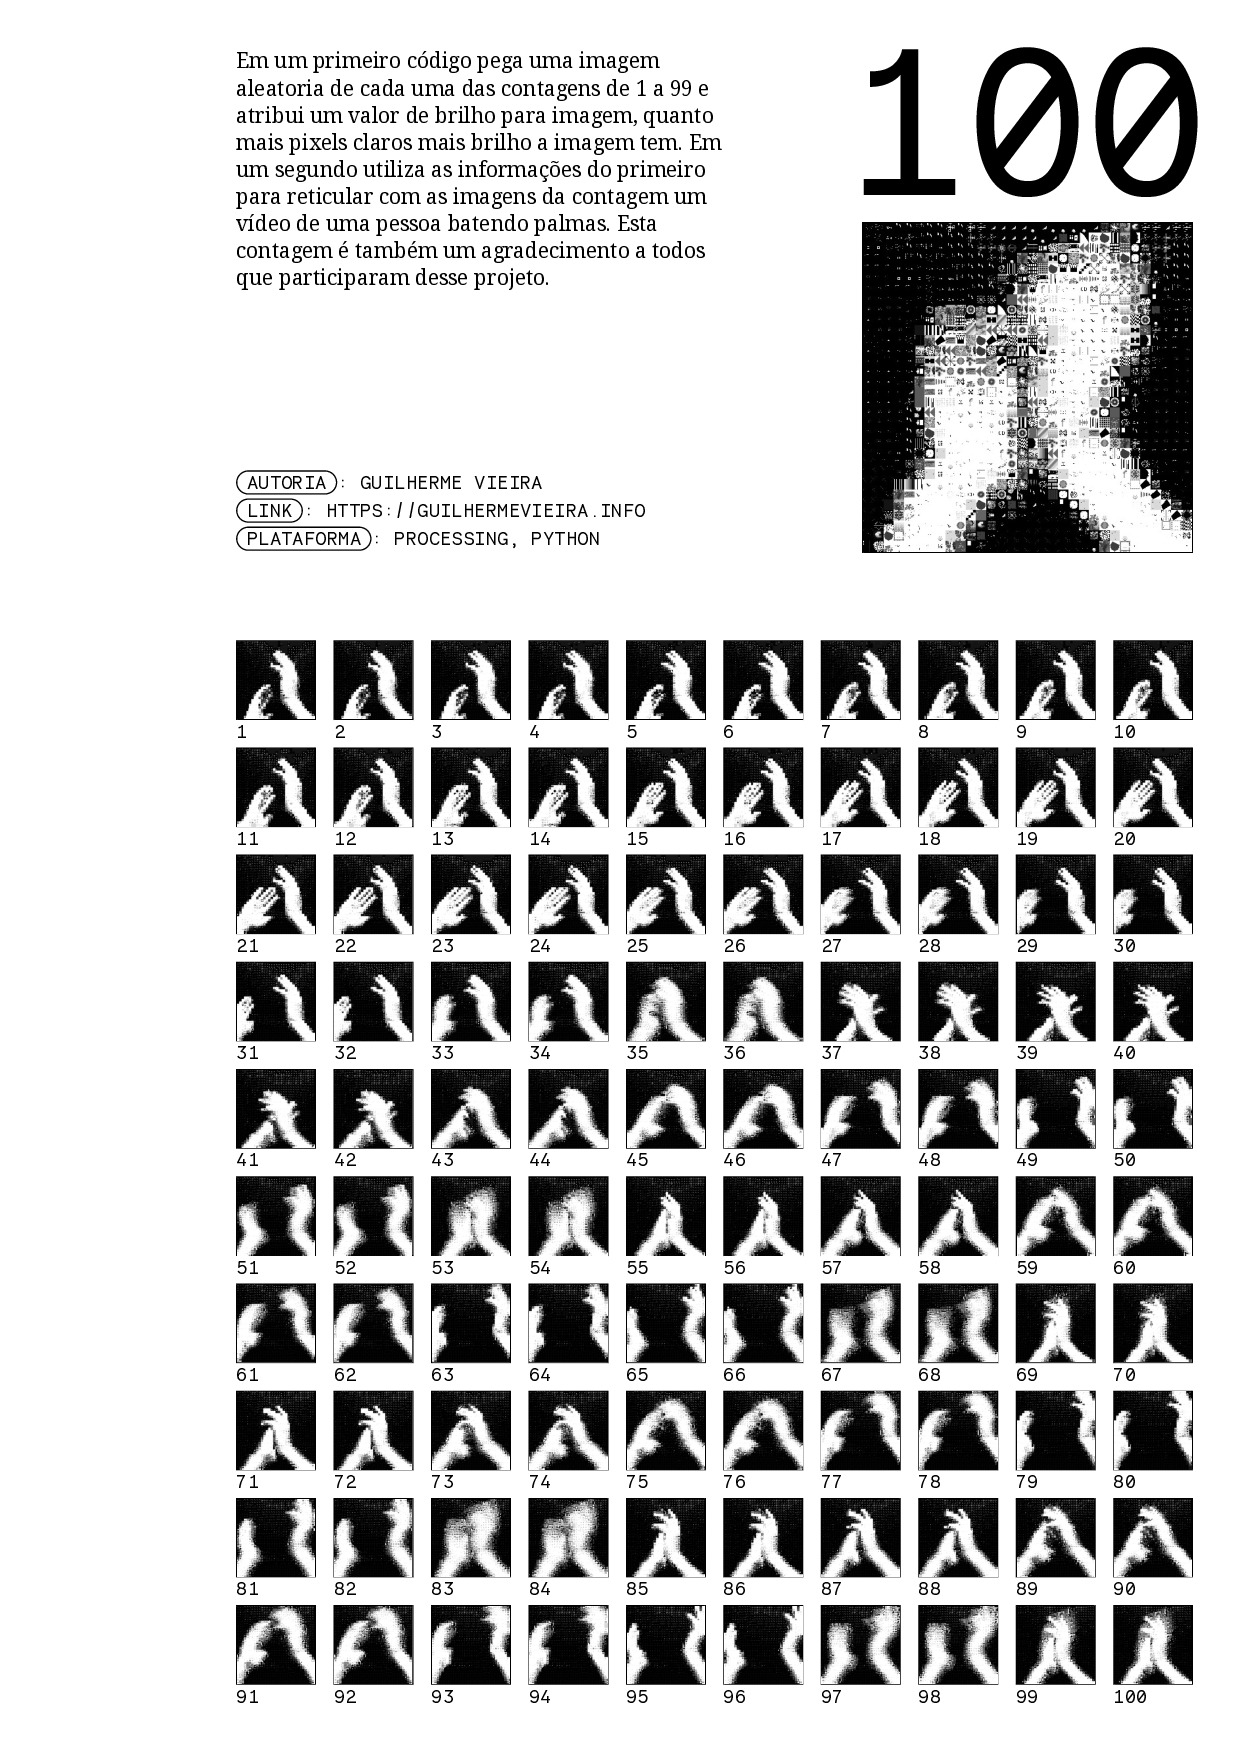 Em um primeiro código pega uma imagem
aleatoria de cada uma das contagens de 1 a 99 e
atribui um valor de brilho para imagem, quanto
mais pixels claros mais brilho a imagem tem. Em
um segundo utiliza as informações do primeiro
para reticular com as imagens da contagem um
vídeo de uma pessoa batendo palmas. Esta
contagem é também um agradecimento a todos
que participaram desse projeto.
100
AUTORIA: GUILHERME VIEIRA
LINK: HTTPS://GUILHERMEVIEIRA.INFO
PLATAFORMA: PROCESSING, PYTHON
1 2 3 4 5 6 7 8 9 10
11 12 13 14 15 16 17 18 19 20
21 22 23 24 25 26 27 28 29 30
31 32 33 34 35 36 37 38 39 40
41 42 43 44 45 46 47 48 49 50
51 52 53 54 55 56 57 58 59 60
61 62 63 64 65 66 67 68 69 70
71 72 73 74 75 76 77 78 79 80
81 82 83 84 85 86 87 88 89 90
91 92 93 94 95 96 97 98 99 100